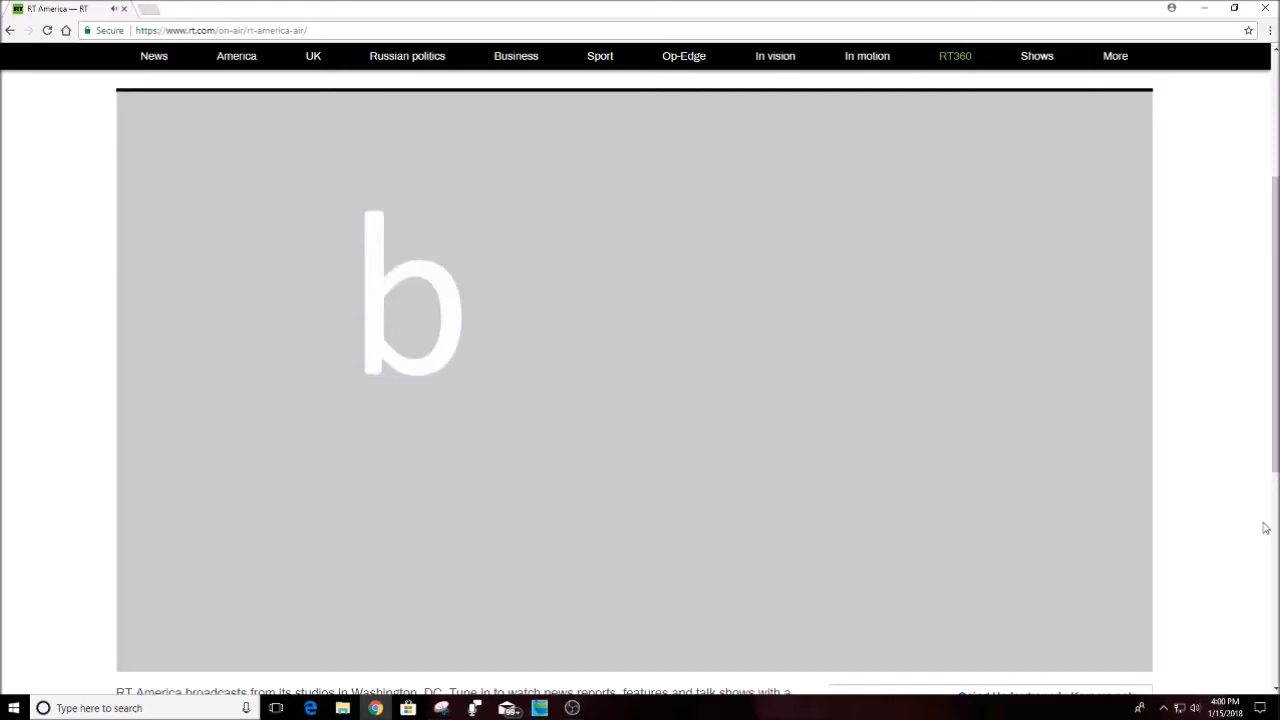 RT America — RT
Secure https://www.rt.com/on-air/rt-america-air/
News America UK Russian politics Business Sport Op-Edge In vision In motion RT360 Shows More
b
RT America broadcasts from its studios in Washington, DC. Tune in to watch news reports, features and talk shows with a
Type here to search
4:00 PM
1/15/2018